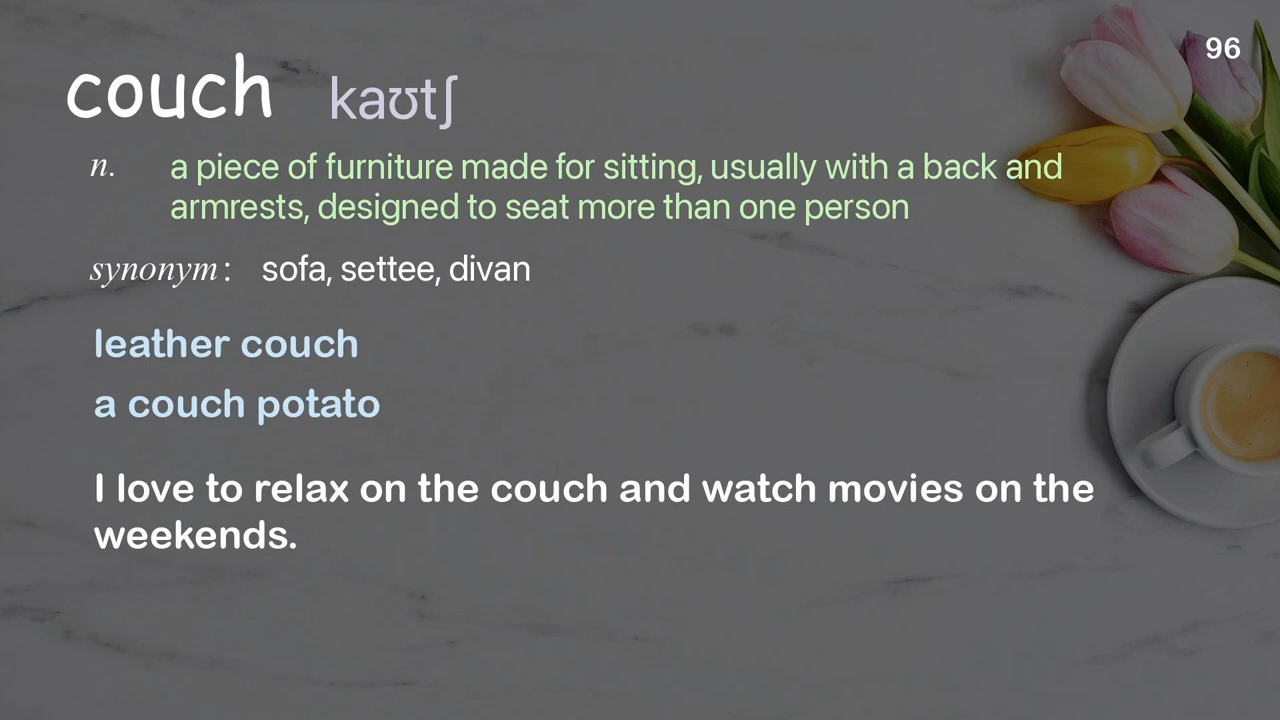 96
couch kaʊtʃ
n. a piece of furniture made for sitting, usually with a back and
armrests, designed to seat more than one person
synonym: sofa, settee, divan
leather couch
a couch potato
I love to relax on the couch and watch movies on the
weekends.